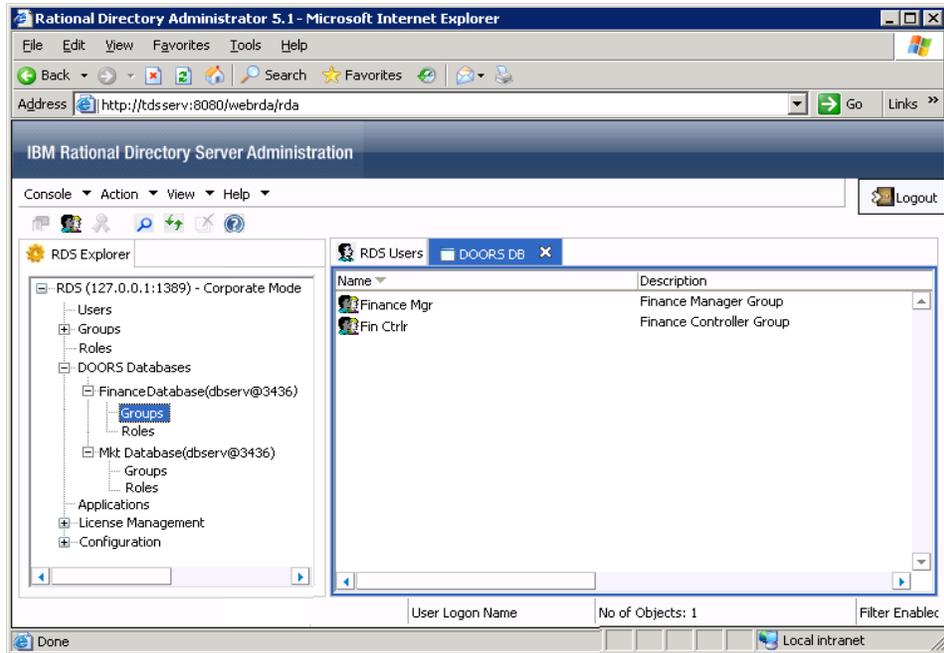 Rational Directory Administrator 5.1 - Microsoft Internet Explorer
File Edit View Favorites Tools Help
Back Search Favorites
Address http://tdsserv:8080/webrda/rda Go Links »
IBM Rational Directory Server Administration
Console Action View Help Logout
RDS Explorer
RDS (127.0.0.1:1389) - Corporate Mode
Users
Groups
Roles
DOORS Databases
FinanceDatabase(dbserv@3436)
Groups
Roles
Mkt Database(dbserv@3436)
Groups
Roles
Applications
License Management
Configuration
RDS Users DOORS DB
Name Description
Finance Mgr Finance Manager Group
Fin Ctrlr Finance Controller Group
User Logon Name No of Objects: 1 Filter Enablec
Done Local intranet